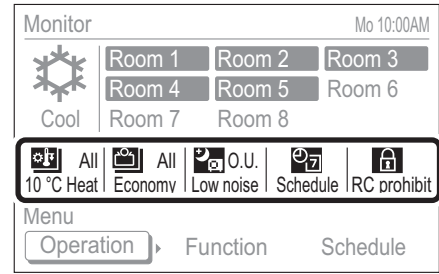 Monitor Mo 10:00AM
Room 1 Room 2 Room 3
Room 4 Room 5 Room 6
Cool Room 7 Room 8
All All O.U. 7
10 °C Heat Economy Low noise Schedule RC prohibit
Menu
Operation Function Schedule